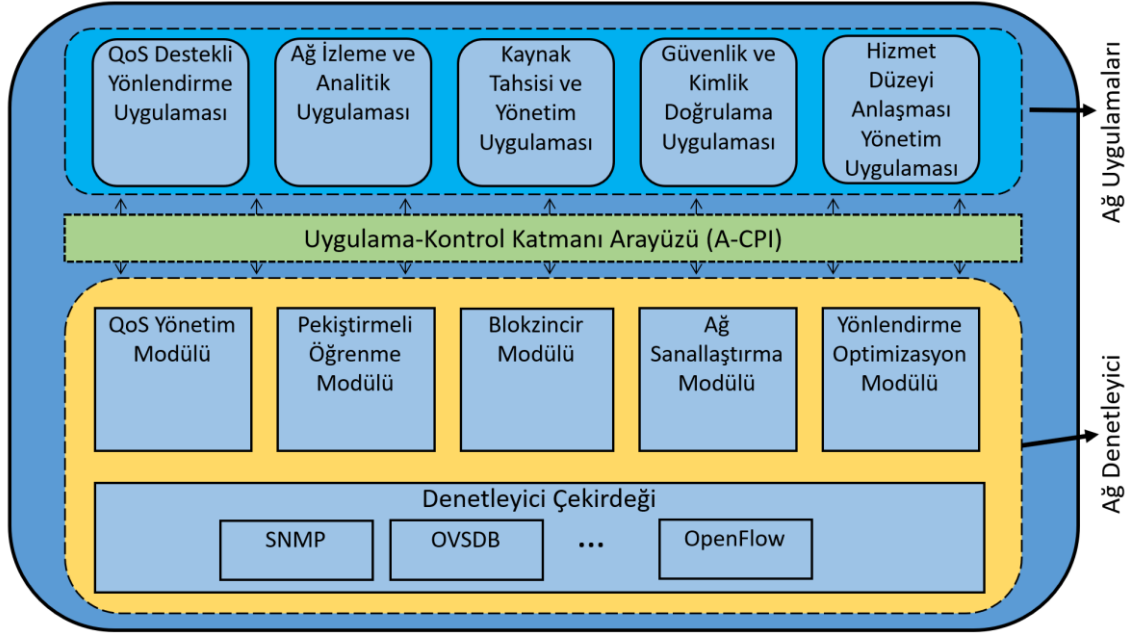 QoS Destekli
Yönlendirme
Uygulaması
Ağ İzleme ve
Analitik
Uygulaması
Kaynak
Tahsisi ve
Yönetim
Uygulaması
Güvenlik ve
Kimlik
Doğrulama
Uygulaması
Hizmet
Düzeyi
Anlaşması
Yönetim
Uygulaması
Ağ Uygulamaları
Uygulama-Kontrol Katmanı Arayüzü (A-CPI)
QoS Yönetim
Modülü
Pekiştirmeli
Öğrenme
Modülü
Blokzincir
Modülü
Ağ
Sanallaştırma
Modülü
Yönlendirme
Optimizasyon
Modülü
Ağ Denetleyici
Denetleyici Çekirdeği
SNMP
OVSDB
...
OpenFlow